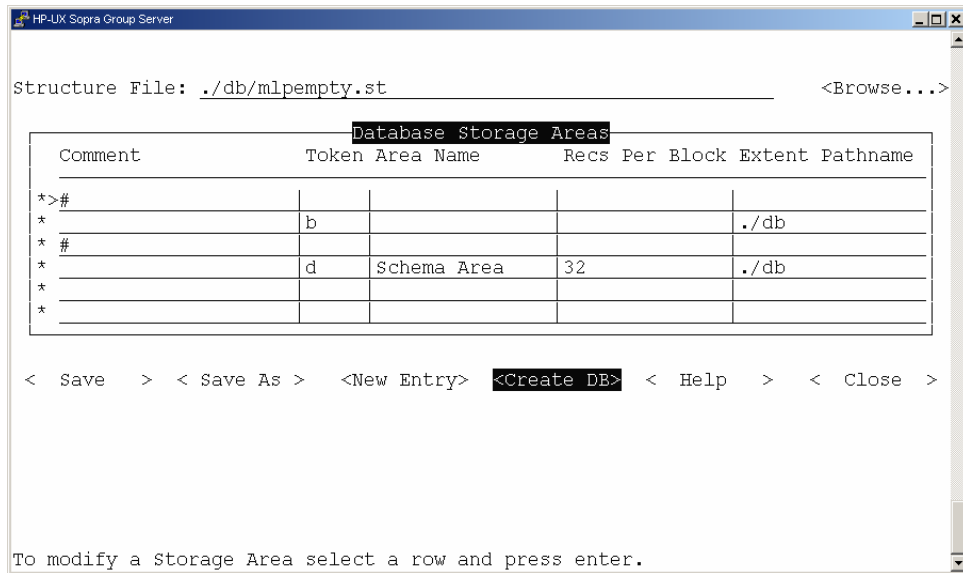 HP-UX Sopra Group Server
Structure File: ./db/mlpempty.st <Browse...>
Database Storage Areas
Comment Token Area Name Recs Per Block Extent Pathname
*>#
* b ./db
* #
* d Schema Area 32 ./db
*
*
< Save > < Save As > <New Entry> <Create DB> < Help > < Close >
To modify a Storage Area select a row and press enter.